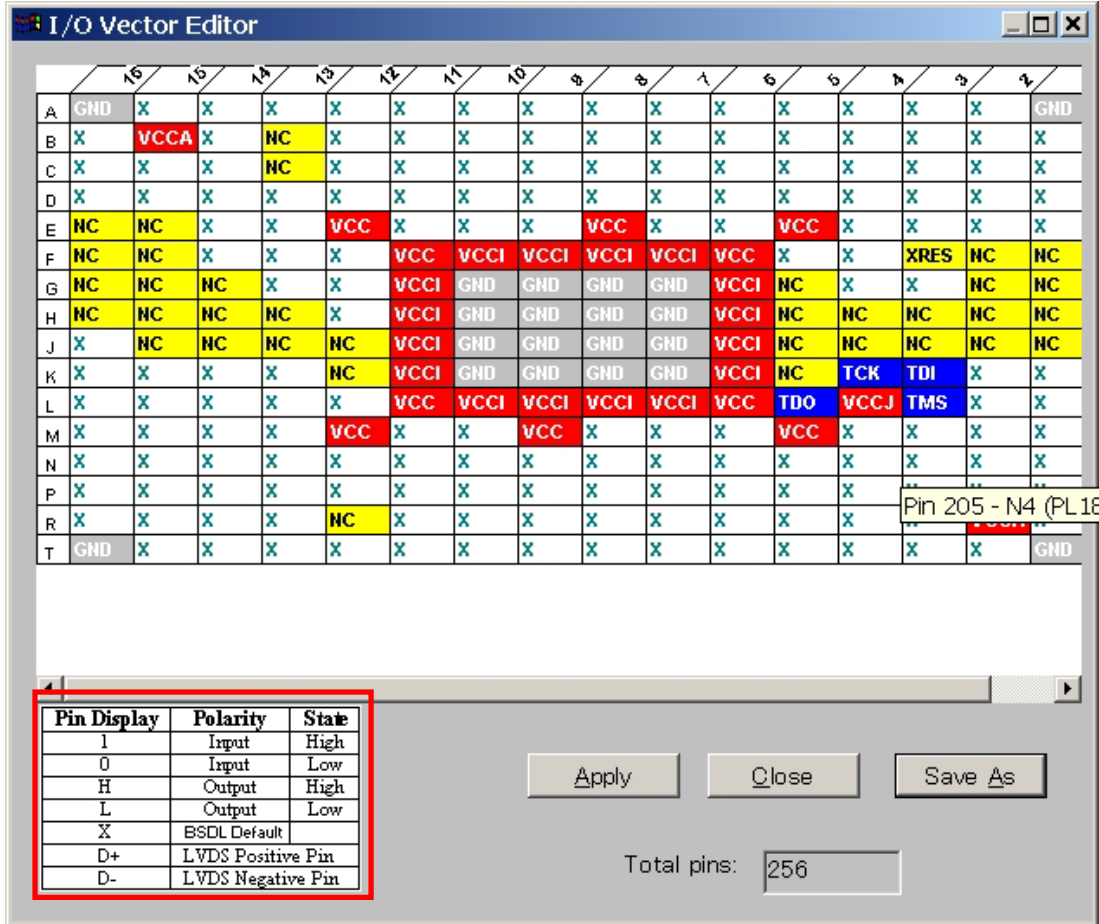 I/O Vector Editor
16 15 14 13 12 11 10 9 8 7 6 5 4 3 2
A GND X X X X X X X X X X X X X X GND
B X VCCA X NC X X X X X X X X X X X X
C X X X NC X X X X X X X X X X X X
D X X X X X X X X X X X X X X X X
E NC NC X X VCC X X X VCC X X VCC X X X X
F NC NC X X X VCC VCCI VCCI VCCI VCCI VCC X X XRES NC NC
G NC NC NC X X VCCI GND GND GND GND VCCI NC X X NC NC
H NC NC NC NC X VCCI GND GND GND GND VCCI NC NC NC NC NC
J X NC NC NC NC VCCI GND GND GND GND VCCI NC NC NC NC NC
K X X X X NC VCCI GND GND GND GND VCCI NC TCK TDI X X
L X X X X X VCC VCCI VCCI VCCI VCCI VCC TDO VCCJ TMS X X
M X X X X VCC X X VCC X X X VCC X X X X
N X X X X X X X X X X X X X X X X
P X X X X X X X X X X X X X X X X
Pin 205 - N4 (PL18
R X X X X NC X X X X X X X X X
T GND X X X X X X X X X X X X X X GND
Pin Display Polarity State
1 Input High
0 Input Low
H Output High
L Output Low
X BSDL Default
D+ LVDS Positive Pin
D- LVDS Negative Pin
Apply Close Save As
Total pins: 256